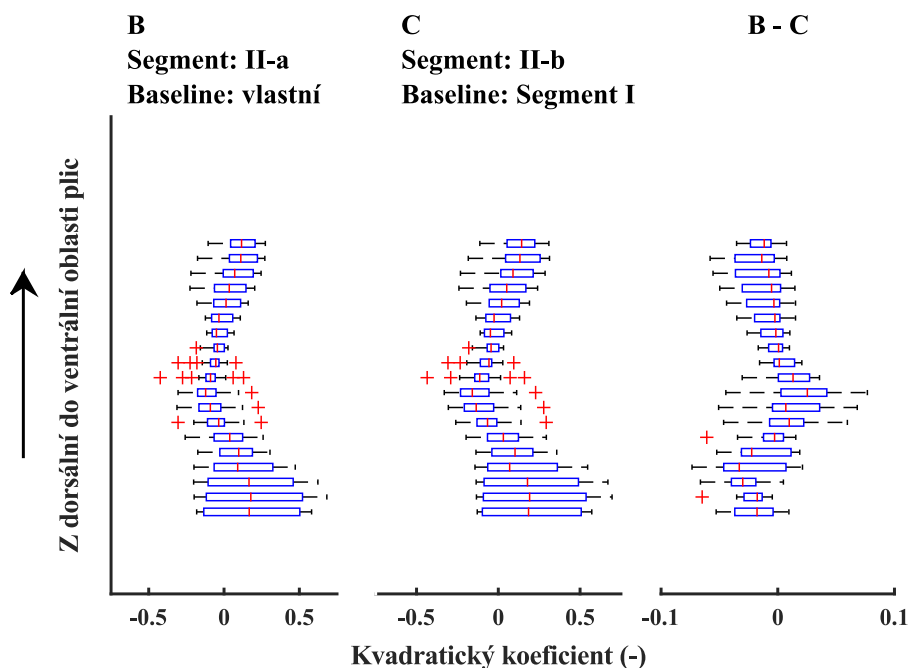 B
Segment: II-a
Baseline: vlastní
C
Segment: II-b
Baseline: Segment I
B - C
Z dorsální do ventrální oblasti plic
-0.5 0 0.5
-0.5 0 0.5
-0.1 0 0.1
Kvadratický koeficient (-)